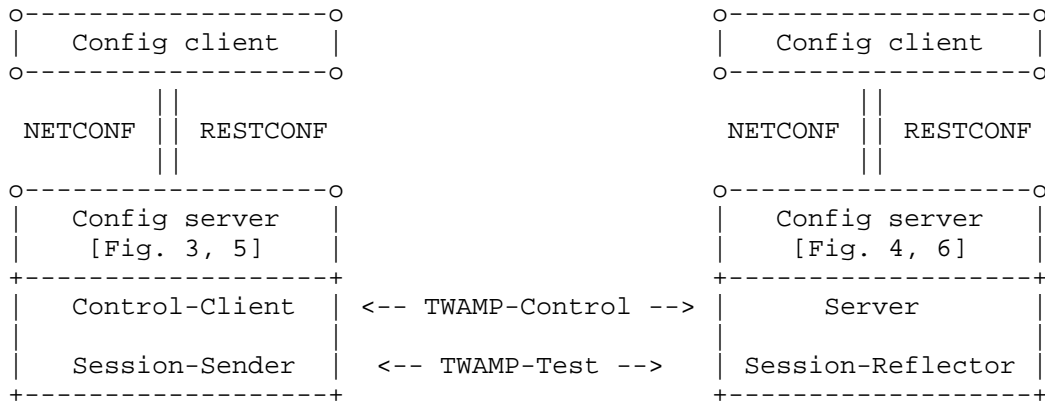 o-------------------o                       o-------------------o
|   Config client   |                       |   Config client   |
o-------------------o                       o-------------------o
         ||                                          ||
 NETCONF || RESTCONF                         NETCONF || RESTCONF
         ||                                          ||
o-------------------o                       o-------------------o
|   Config server   |                       |   Config server   |
|    [Fig. 3, 5]    |                       |    [Fig. 4, 6]    |
+-------------------+                       +-------------------+
|   Control-Client  | <-- TWAMP-Control --> |      Server       |
|                   |                       |                   |
|   Session-Sender  |  <-- TWAMP-Test -->   | Session-Reflector |
+-------------------+                       +-------------------+